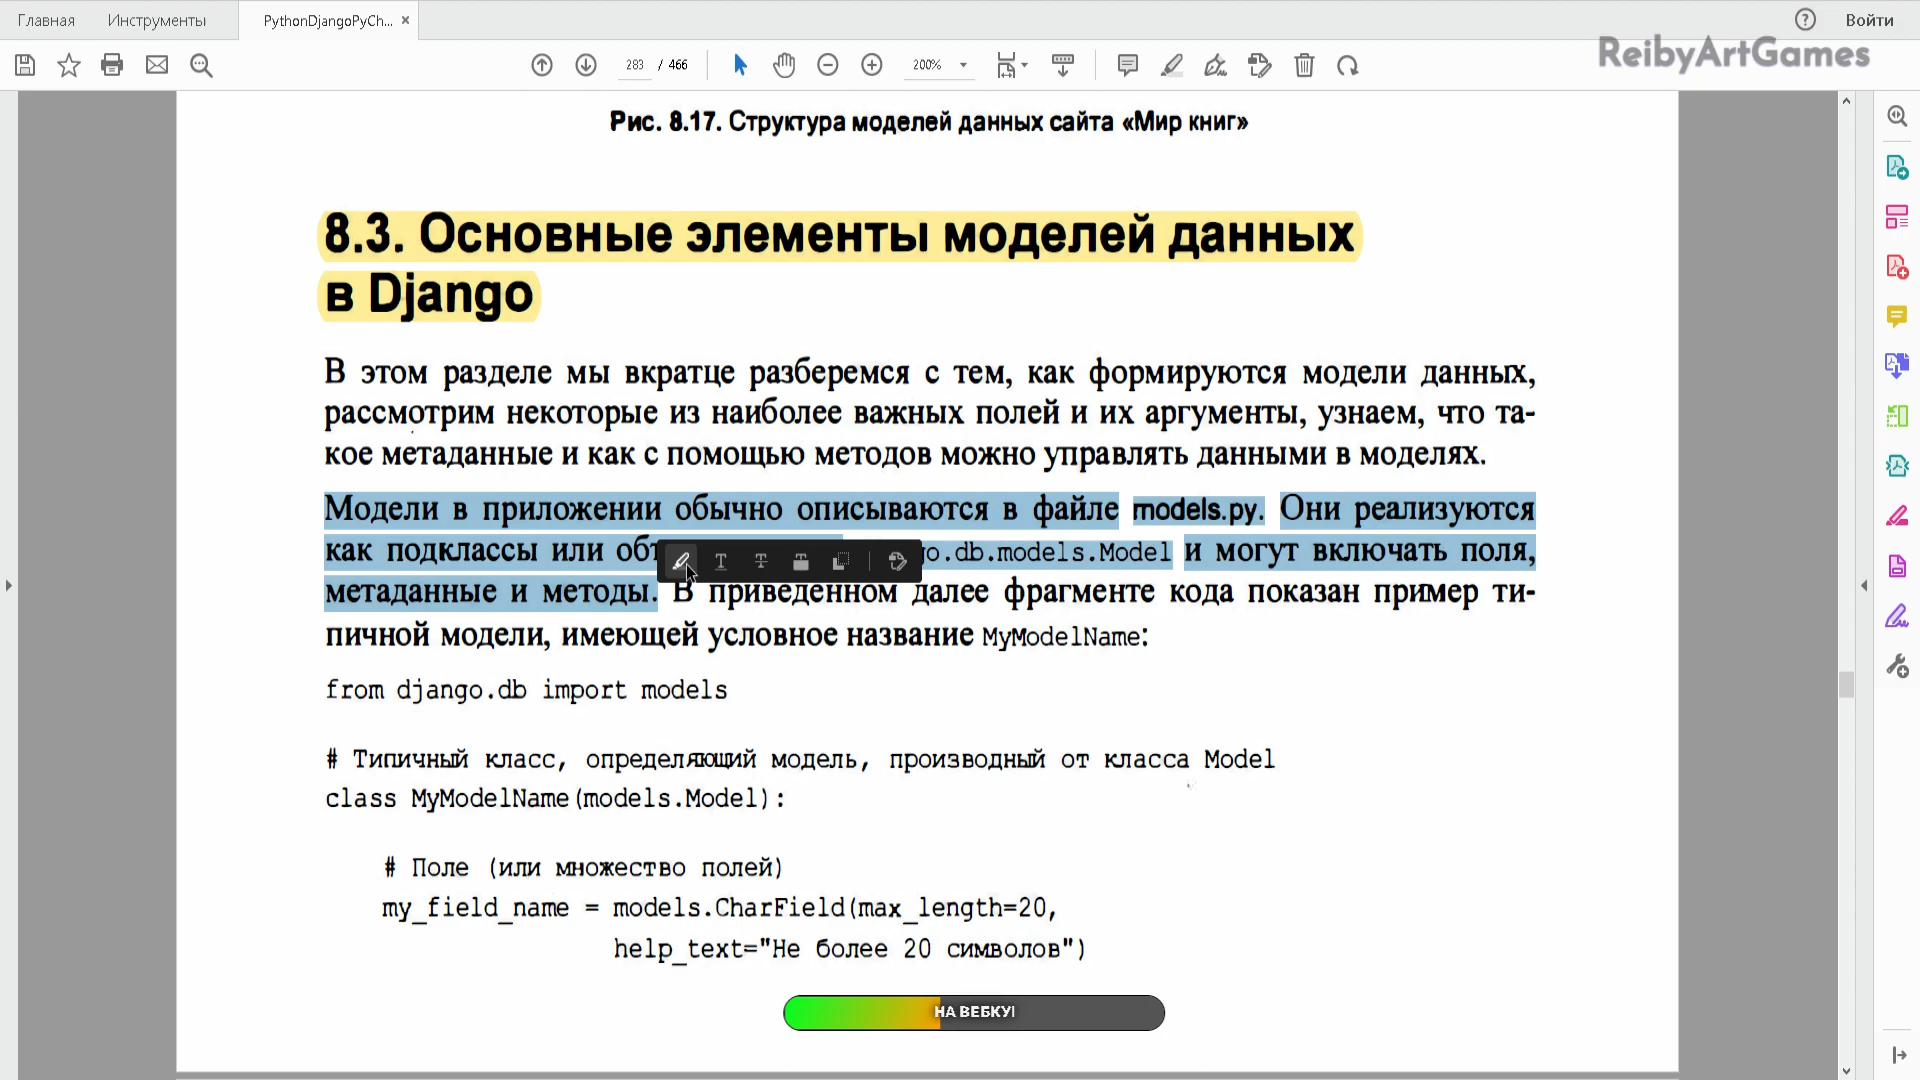 Главная
Инструменты
PythonDjangoPyCh...
Войти
283 / 466
200%
ReibyArtGames
Рис. 8.17. Структура моделей данных сайта «Мир книг»
8.3. Основные элементы моделей данных
в Django
В этом разделе мы вкратце разберемся с тем, как формируются модели данных,
рассмотрим некоторые из наиболее важных полей и их аргументы, узнаем, что та-
кое метаданные и как с помощью методов можно управлять данными в моделях.
Модели в приложении обычно описываются в файле models.py. Они реализуются
как подклассы или o.db.models.Model и могут включать поля,
метаданные и методы. В приведенном далее фрагменте кода показан пример ти-
пичной модели, имеющей условное название MyModelName:
from django.db import models
# Типичный класс, определяющий модель, производный от класса Model
class MyModelName(models.Model):
# Поле (или множество полей)
my_field_name = models.CharField(max_length=20,
help_text="Не более 20 символов")
НА ВЕБКУ!